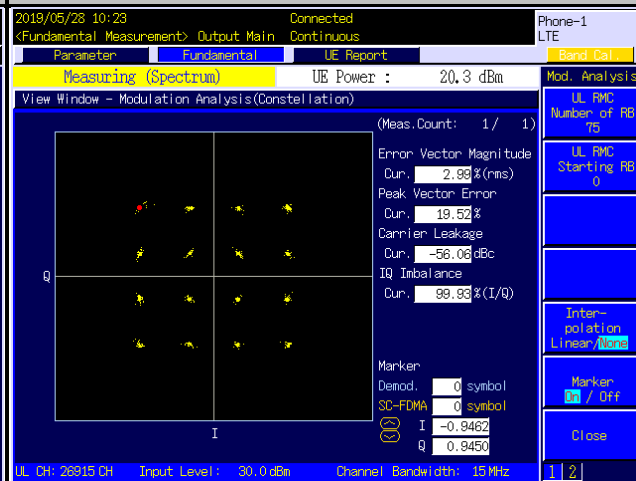 2019/05/28 10:23 Connected Phone-1
<Fundamental Measurement> Output Main Continuous LTE
Parameter Fundamental UE Report Band Cal.
Measuring (Spectrum) UE Power : 20.3 dBm Mod. Analysis
View Window - Modulation Analysis(Constellation)
UL RMC
Number of RB
75
(Meas.Count: 1/ 1)
Error Vector Magnitude
Cur. 2.99 %(rms)
Peak Vector Error
Cur. 19.52 %
Carrier Leakage
Cur. -56.06 dBc
IQ Imbalance
Cur. 99.93 %(I/Q)
UL RMC
Starting RB
0
Q
I
Marker
Demod. 0 symbol
SC-FDMA 0 symbol
I -0.9462
Q 0.9450
Inter-
polation
Linear/None
Marker
On / Off
Close
UL CH: 26915 CH Input Level: 30.0 dBm Channel Bandwidth: 15 MHz 1 2